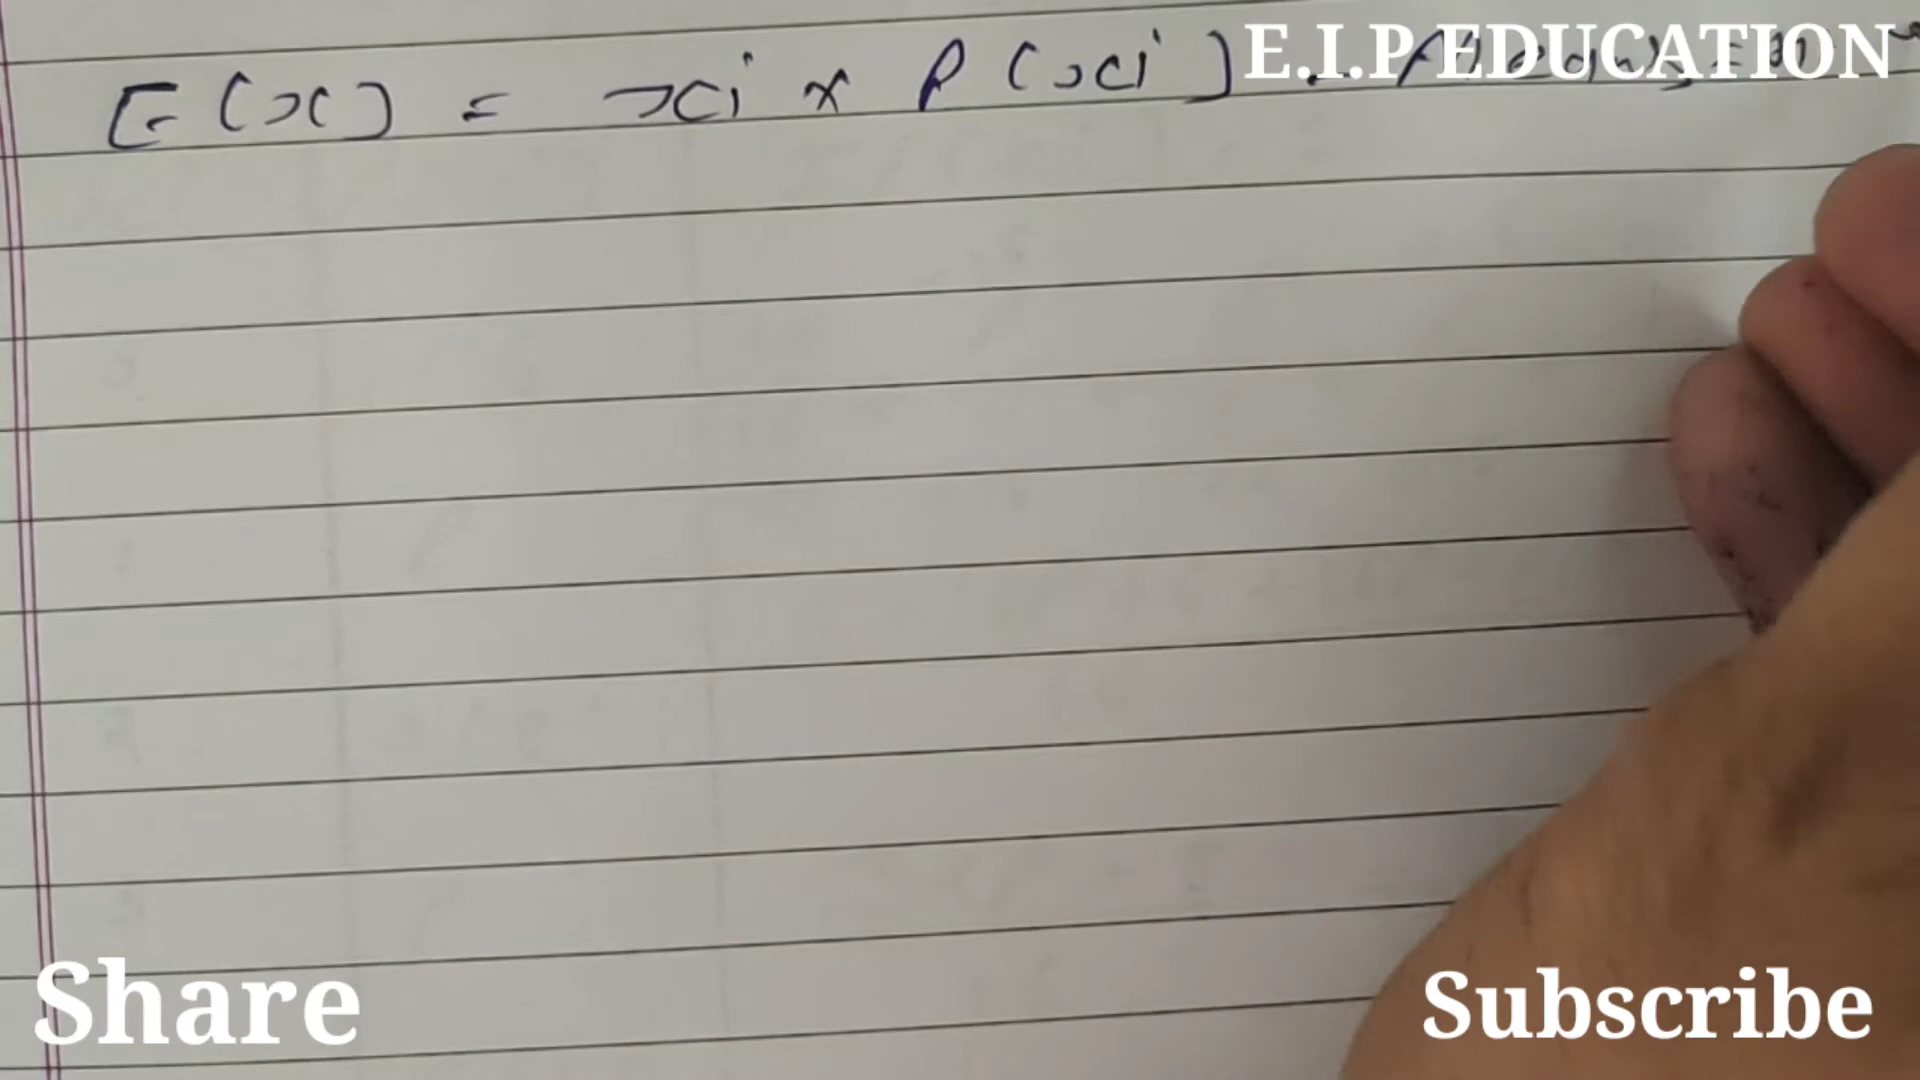 E(x) = xi × P(xi)
E.I.P EDUCATION
Share
Subscribe